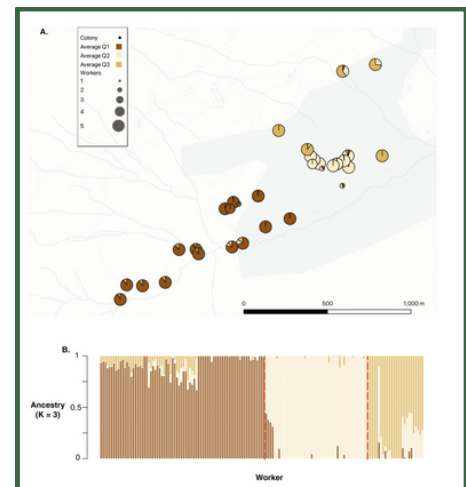 A.
Colony
Average Q1
Average Q2
Average Q3
Workers
1
2
3
4
5
0 500 1,000 m
B.
1
0.5
0
Ancestry
(K = 3)
Worker